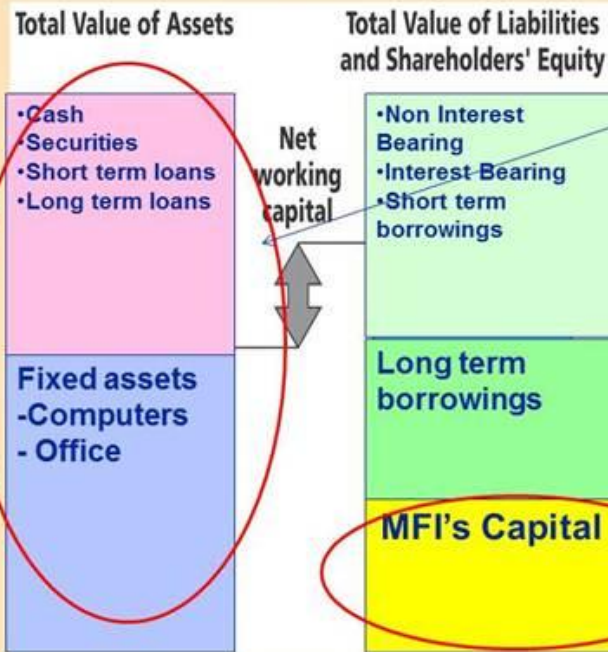 Total Value of Assets
Total Value of Liabilities
and Shareholders' Equity
•Cash
•Securities
•Short term loans
•Long term loans
Net
working
capital
•Non Interest
Bearing
•Interest Bearing
•Short term
borrowings
Fixed assets
-Computers
- Office
Long term
borrowings
MFI's Capital